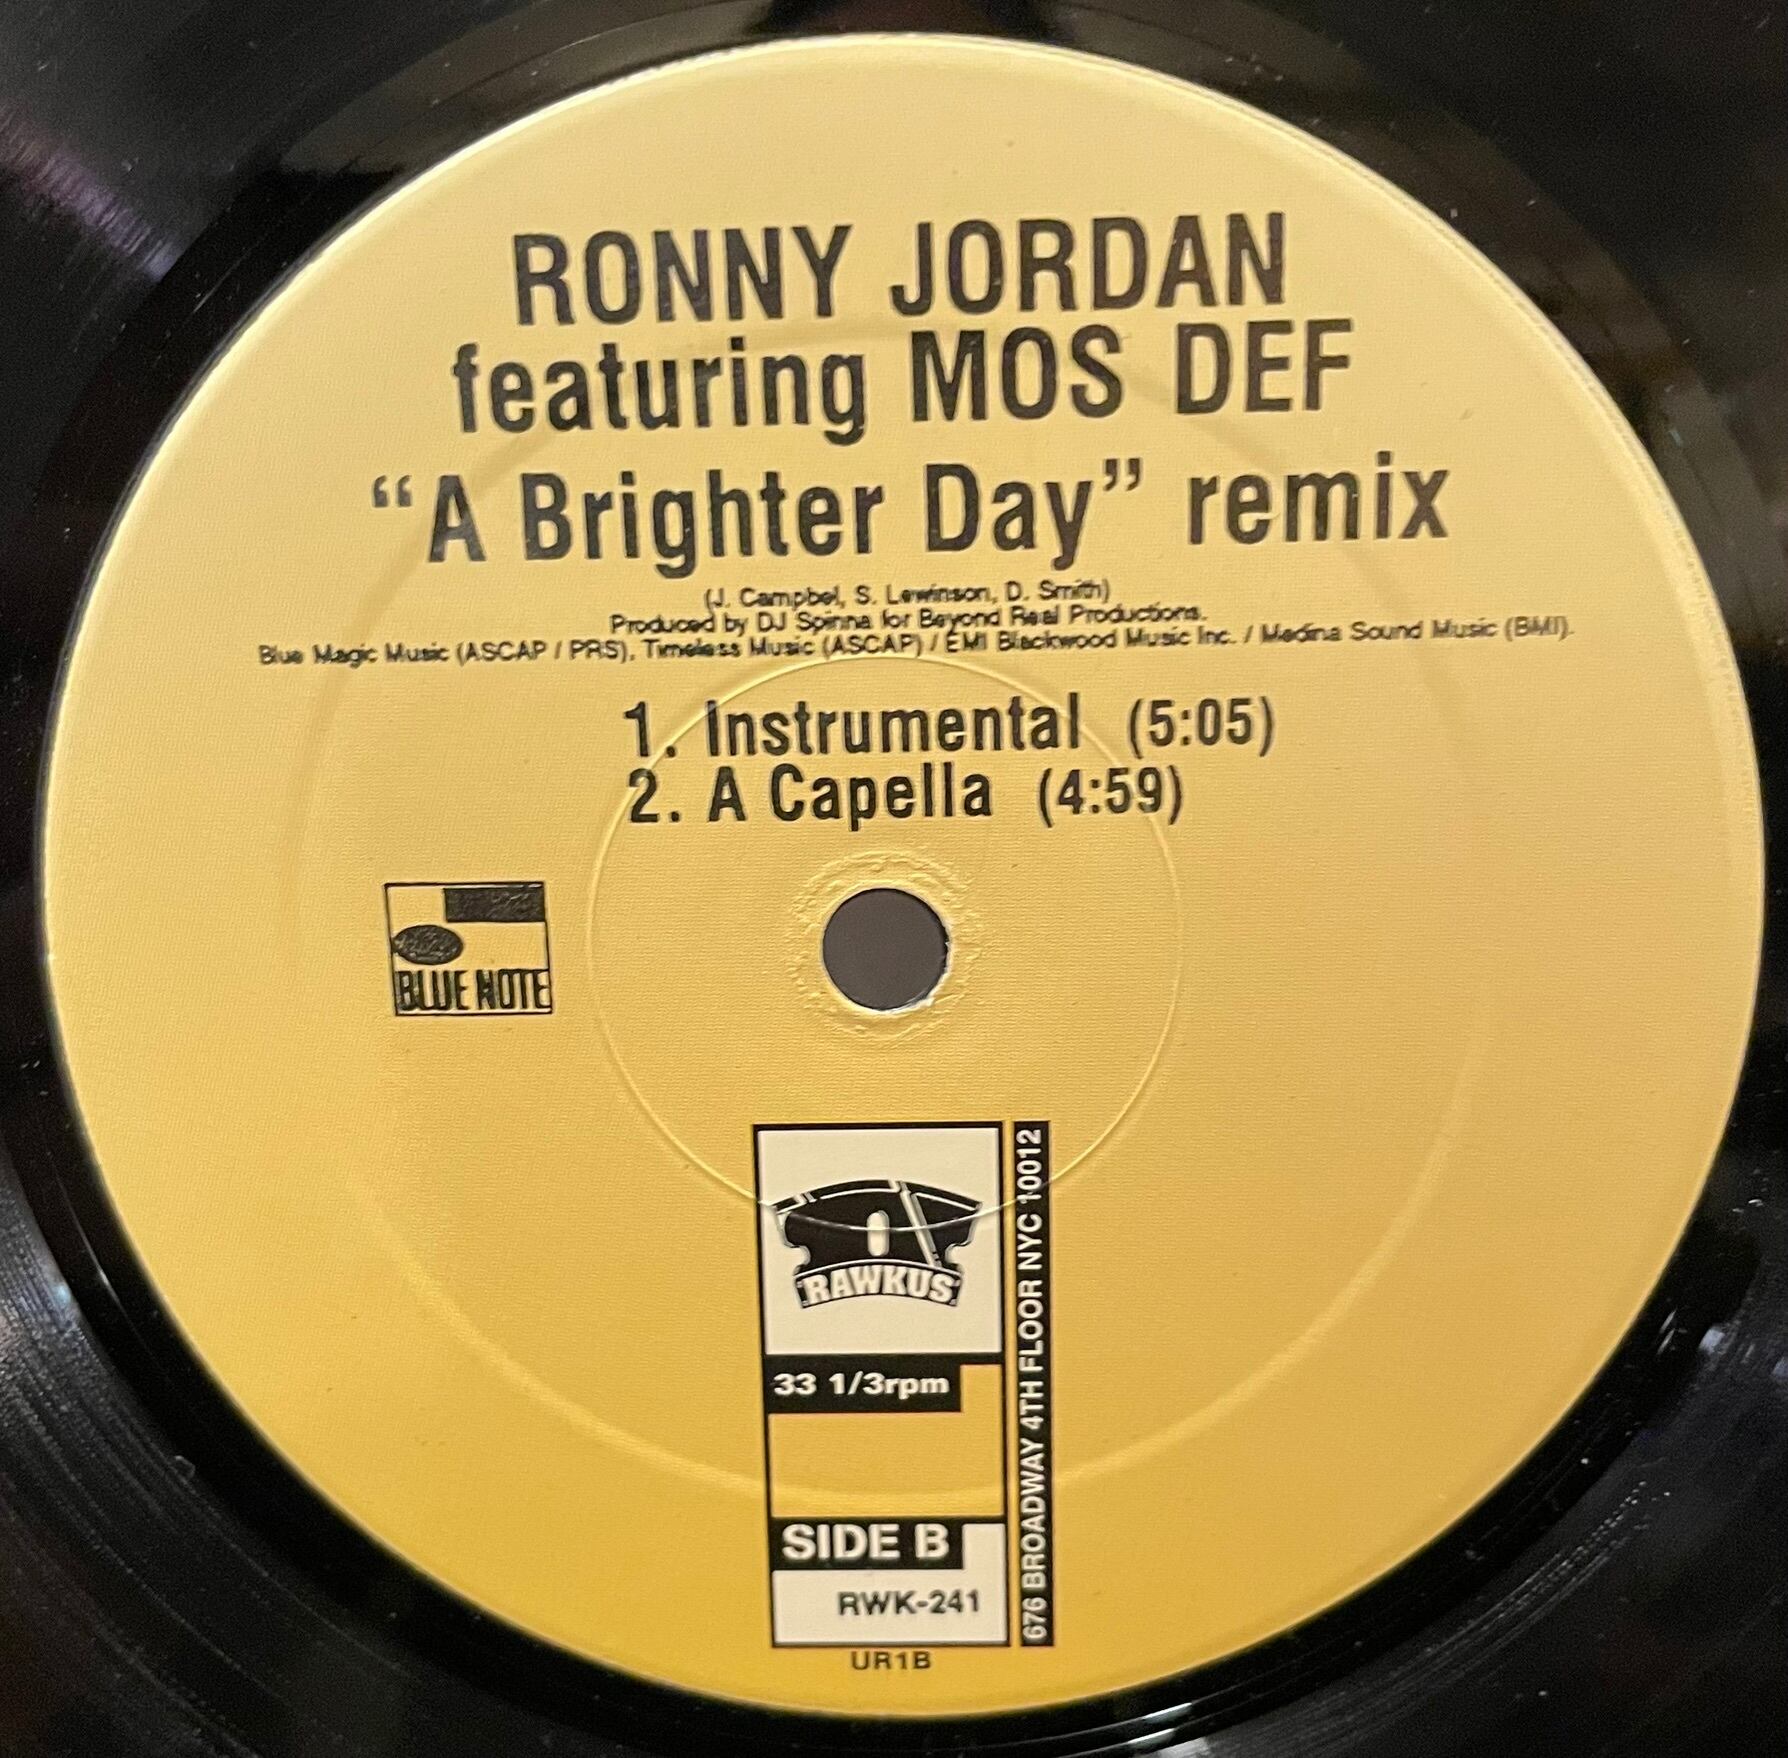 RONNY JORDAN
featuring MOS DEF
“A Brighter Day” remix
(J. Campbel, S. Lewinson, D. Smith)
Produced by DJ Spinna for Beyond Real Productions.
Blue Magic Music (ASCAP / PRS), Timeless Music (ASCAP) / EMI Blackwood Music Inc. / Medina Sound Music (BMI).
1. Instrumental (5:05)
2. A Capella (4:59)
BLUE NOTE
RAWKUS
33 1/3rpm
SIDE B
RWK-241
UR1B
676 BROADWAY 4TH FLOOR NYC 10012